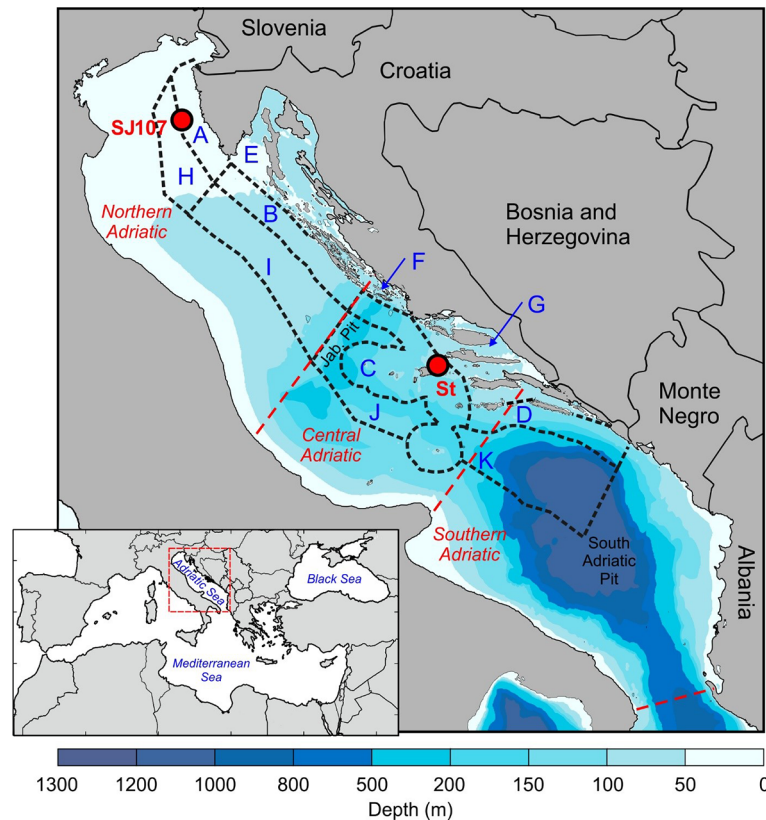 Slovenia
Croatia
SJ107
A
E
H
Northern
Adriatic
B
Bosnia and
Herzegovina
I
F
G
Jab. Pit
C
St
Monte
Negro
J
D
Central
Adriatic
K
Southern
Adriatic
South
Adriatic
Pit
Albania
Adriatic Sea
Black Sea
Mediterranean
Sea
1300 1200 1000 800 500 200 150 100 50 0
Depth (m)